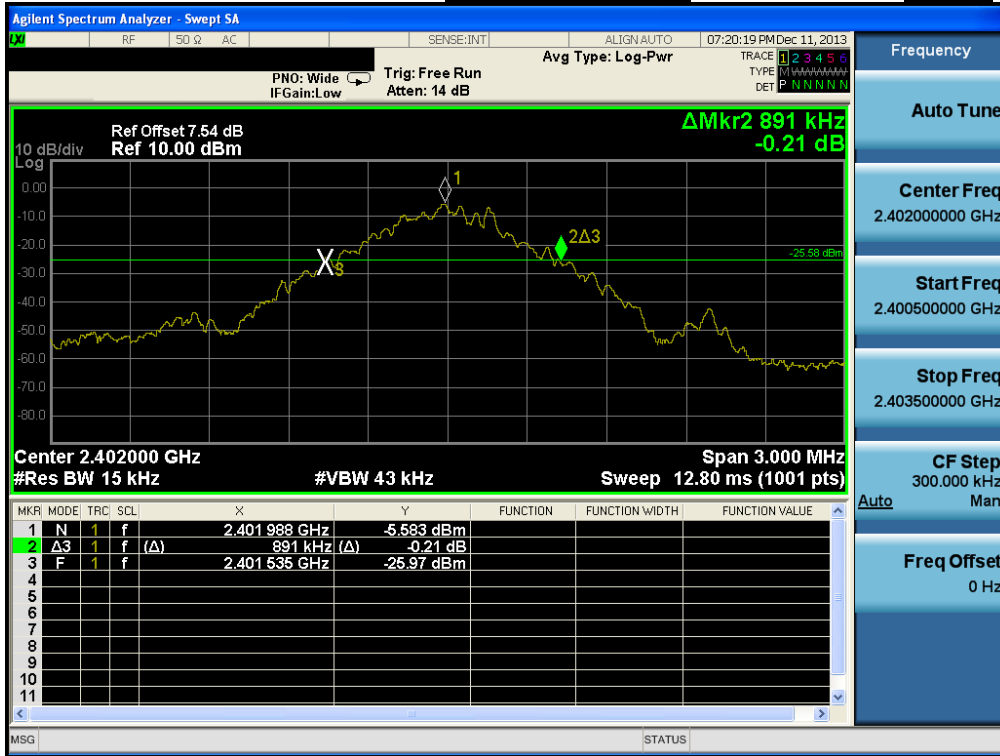 Agilent Spectrum Analyzer - Swept SA
LXI RF 50 Ω AC SENSE:INT ALIGN AUTO 07:20:19 PM Dec 11, 2013
Frequency
PNO: Wide Trig: Free Run Avg Type: Log-Pwr TRACE 1 2 3 4 5 6
IFGain:Low Atten: 14 dB TYPE M
DET P N N N N N
Auto Tune
Ref Offset 7.54 dB ΔMkr2 891 kHz
10 dB/div Ref 10.00 dBm -0.21 dB
Log
1
0.00
-10.0
-20.0
2Δ3
-25.58 dBm
3
-30.0
-40.0
-50.0
-60.0
-70.0
-80.0
Center 2.402000 GHz Span 3.000 MHz
#Res BW 15 kHz #VBW 43 kHz Sweep 12.80 ms (1001 pts)
Center Freq
2.402000000 GHz
Start Freq
2.400500000 GHz
Stop Freq
2.403500000 GHz
CF Step
300.000 kHz
Auto Man
Freq Offset
0 Hz
MKR MODE TRC SCL X Y FUNCTION FUNCTION WIDTH FUNCTION VALUE
1 N 1 f 2.401 988 GHz -5.583 dBm
2 Δ3 1 f (Δ) 891 kHz (Δ) -0.21 dB
3 F 1 f 2.401 535 GHz -25.97 dBm
4
5
6
7
8
9
10
11
MSG STATUS